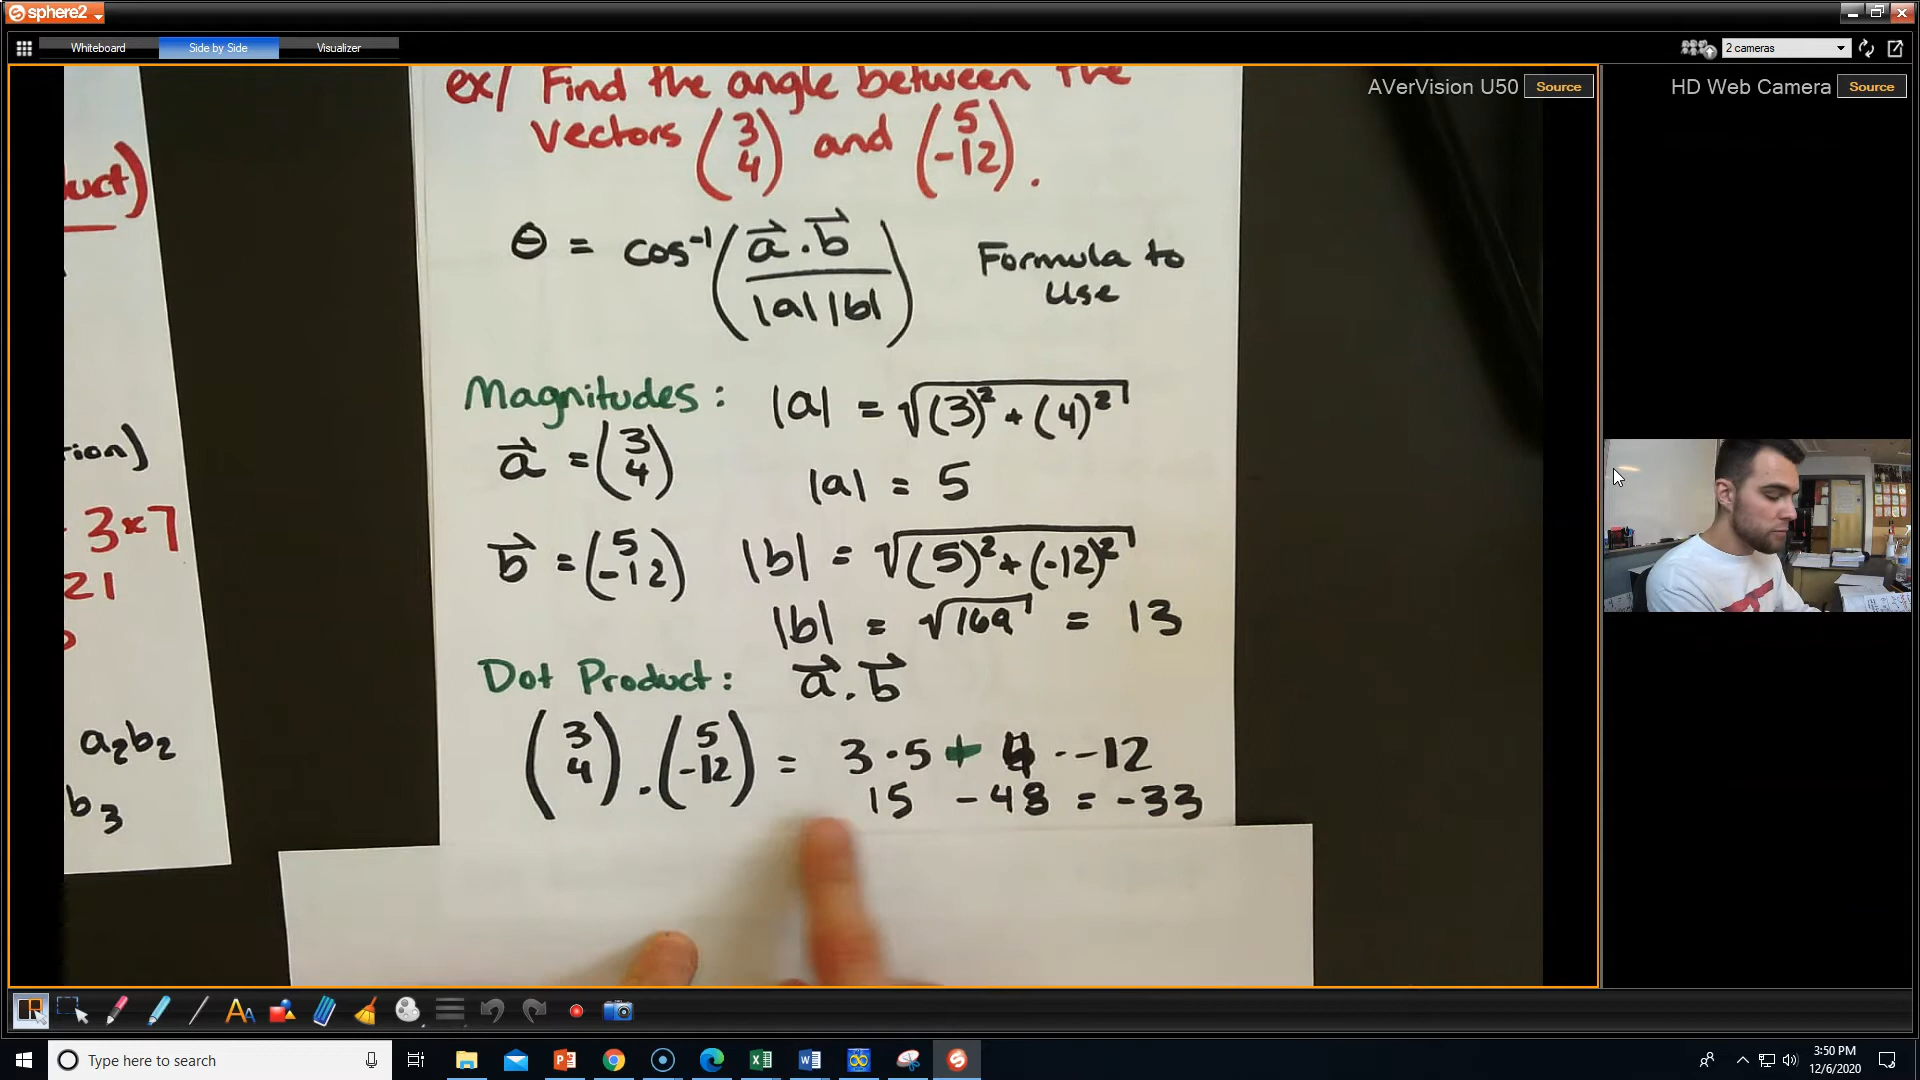 sphere2
Whiteboard
Side by Side
Visualizer
2 cameras
AVerVision U50 Source
HD Web Camera Source
ex/ Find the angle between the
vectors (3 4) and (5 -12).
θ = cos⁻¹(a⃗ · b⃗ / |a| |b|)
Formula to
Use
Magnitudes: |a| = √(3)² + (4)²
a⃗ = (3 4)
|a| = 5
b⃗ = (5 -12) |b| = √(5)² + (-12)²
|b| = √169 = 13
Dot Product: a⃗ · b⃗
(3 4) · (5 -12) = 3 · 5 + 4 · -12
15 - 48 = -33
uct)
tion)
3×7
21
a₂b₂
b₃
Type here to search
3:50 PM
12/6/2020